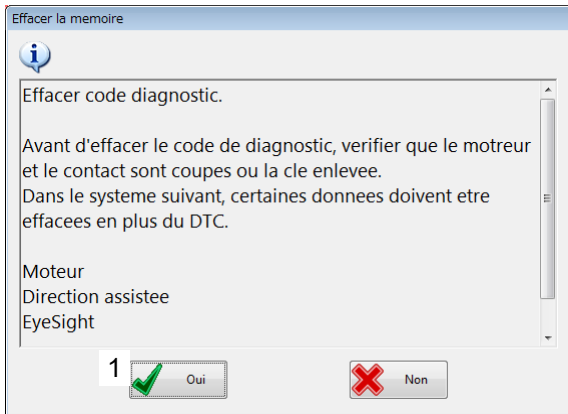 Effacer la memoire
Effacer code diagnostic.
Avant d'effacer le code de diagnostic, verifier que le motreur
et le contact sont coupes ou la cle enlevee.
Dans le systeme suivant, certaines donnees doivent etre
effacees en plus du DTC.
Moteur
Direction assistee
EyeSight
1 Oui Non